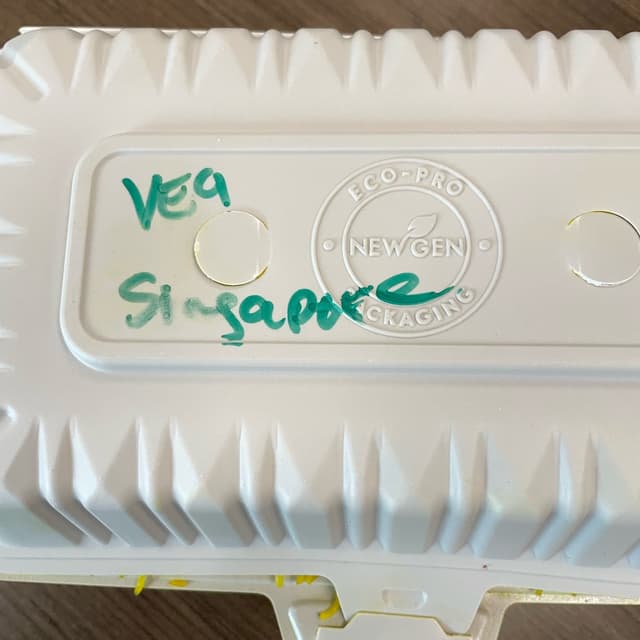 VEg
Singapore
ECO-PRO
NEWGEN
PACKAGING